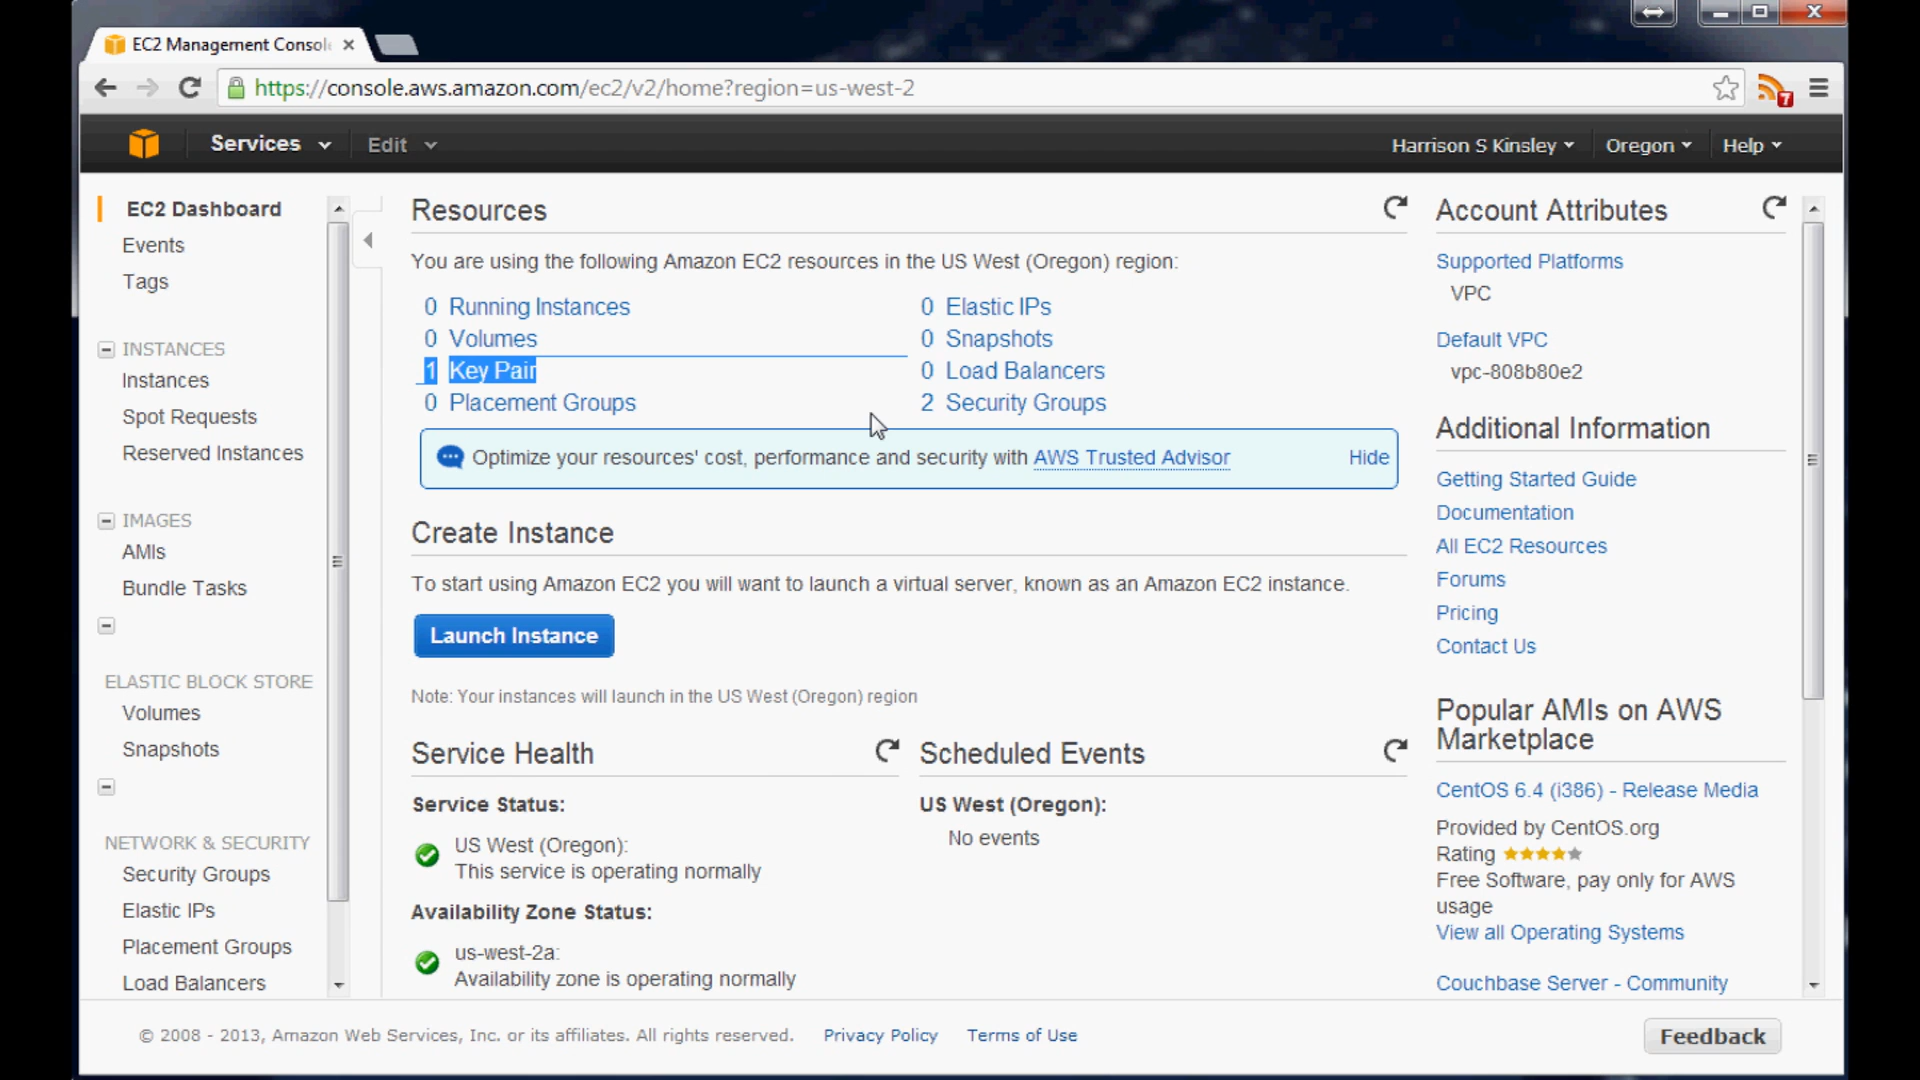 EC2 Management Consol
https://console.aws.amazon.com/ec2/v2/home?region=us-west-2
7
Services Edit Harrison S Kinsley Oregon Help
EC2 Dashboard
Events
Tags
INSTANCES
Instances
Spot Requests
Reserved Instances
IMAGES
AMIs
Bundle Tasks
ELASTIC BLOCK STORE
Volumes
Snapshots
NETWORK & SECURITY
Security Groups
Elastic IPs
Placement Groups
Load Balancers
Resources
You are using the following Amazon EC2 resources in the US West (Oregon) region:
0 Running Instances
0 Volumes
1 Key Pair
0 Placement Groups
0 Elastic IPs
0 Snapshots
0 Load Balancers
2 Security Groups
Optimize your resources' cost, performance and security with AWS Trusted Advisor Hide
Create Instance
To start using Amazon EC2 you will want to launch a virtual server, known as an Amazon EC2 instance.
Launch Instance
Note: Your instances will launch in the US West (Oregon) region
Service Health
Service Status:
US West (Oregon):
This service is operating normally
Availability Zone Status:
us-west-2a:
Availability zone is operating normally
Scheduled Events
US West (Oregon):
No events
Account Attributes
Supported Platforms
VPC
Default VPC
vpc-808b80e2
Additional Information
Getting Started Guide
Documentation
All EC2 Resources
Forums
Pricing
Contact Us
Popular AMIs on AWS
Marketplace
CentOS 6.4 (i386) - Release Media
Provided by CentOS.org
Rating
Free Software, pay only for AWS
usage
View all Operating Systems
Couchbase Server - Community
© 2008 - 2013, Amazon Web Services, Inc. or its affiliates. All rights reserved. Privacy Policy Terms of Use
Feedback